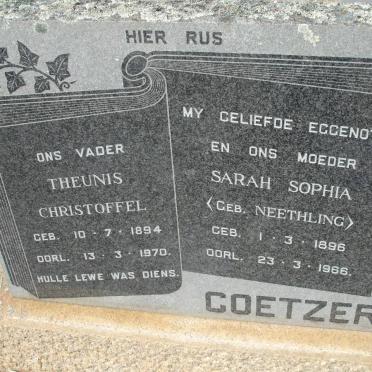 HIER RUS
ONS VADER
THEUNIS
CHRISTOFFEL
GEB. 10-7-1894
OORL. 13-3-1970.
HULLE LEWE WAS DIENS.
MY GELIEFDE EGGENOT
EN ONS MOEDER
SARAH SOPHIA
(GEB. NEETHLING)
GEB. 1-3-1896
OORL. 23-3-1966.
COETZER